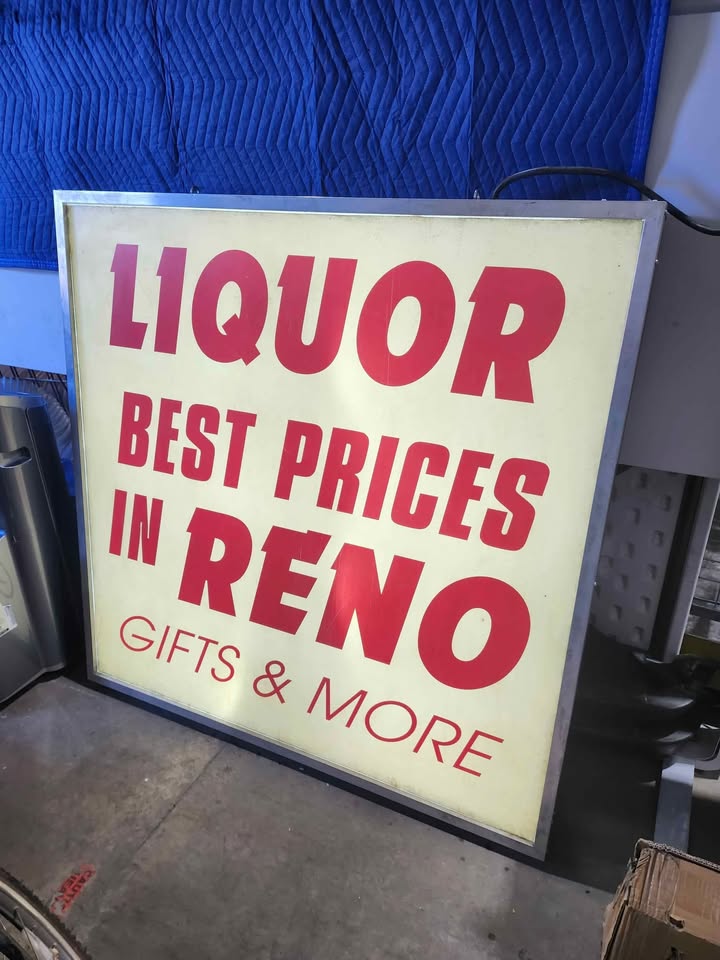 LIQUOR
BEST PRICES
IN RENO
GIFTS & MORE